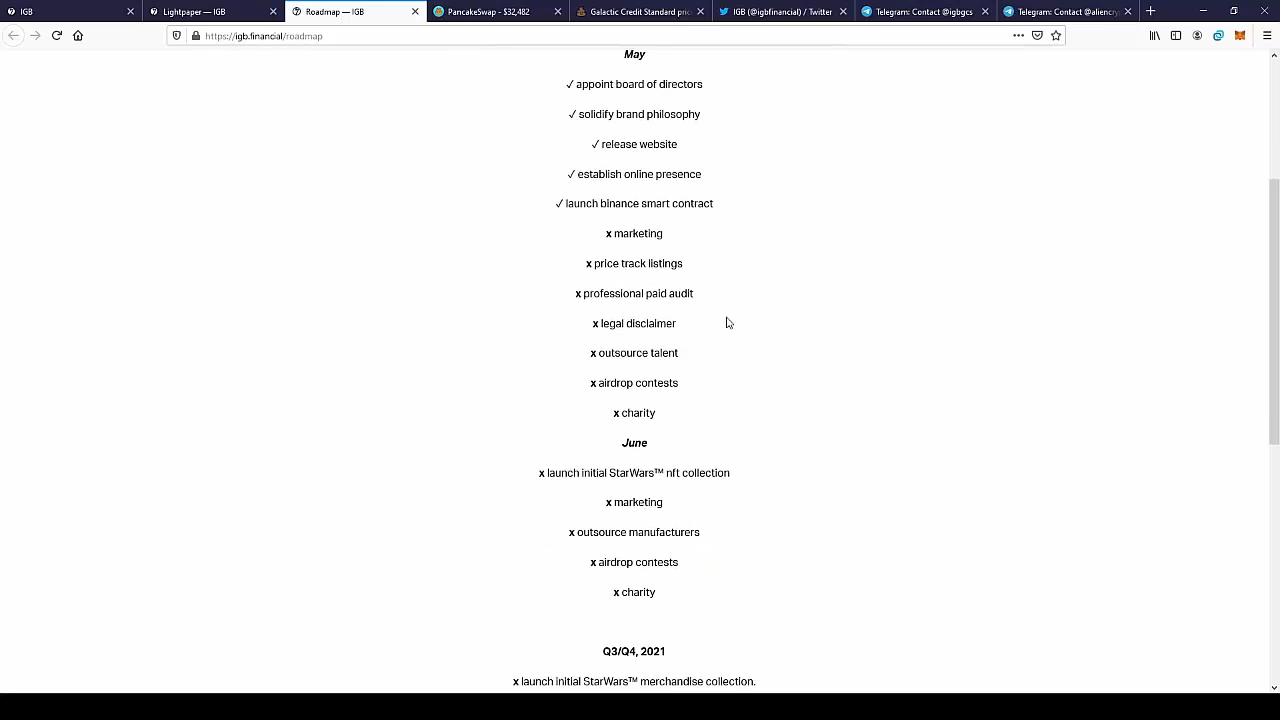 IGB
Lightpaper — IGB
Roadmap — IGB
PancakeSwap - $32,482
Galactic Credit Standard pri
IGB (@igbfinancial) / Twitter
Telegram: Contact @igbgcs
Telegram: Contact @aliencry
https://igb.financial/roadmap
May
✓ appoint board of directors
✓ solidify brand philosophy
✓ release website
✓ establish online presence
✓ launch binance smart contract
x marketing
x price track listings
x professional paid audit
x legal disclaimer
x outsource talent
x airdrop contests
x charity
June
x launch initial StarWars™ nft collection
x marketing
x outsource manufacturers
x airdrop contests
x charity
Q3/Q4, 2021
x launch initial StarWars™ merchandise collection.